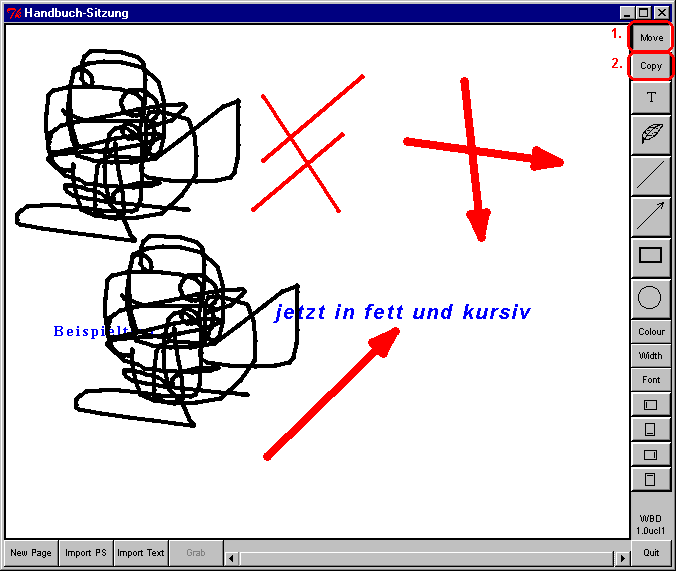 Handbuch-Sitzung
1. Move
2. Copy
T
jetzt in fett und kursiv
Colour
Width
Font
WBD
1.0ucl1
New Page Import PS Import Text Grab Quit